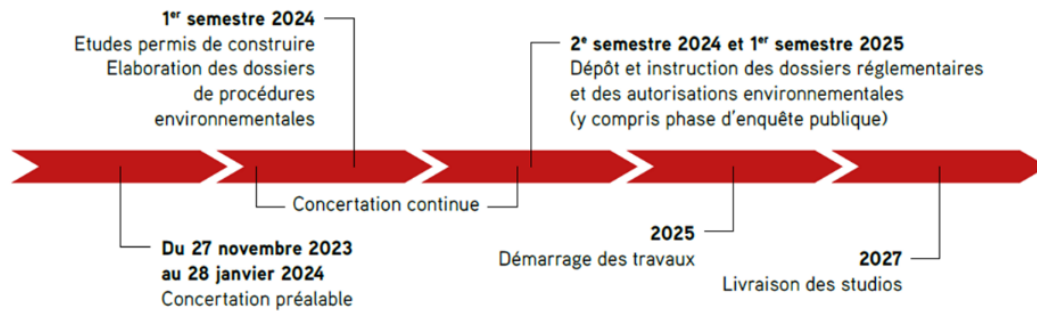 1er semestre 2024
Etudes permis de construire
Elaboration des dossiers
de procédures
environnementales
2e semestre 2024 et 1er semestre 2025
Dépôt et instruction des dossiers réglementaires
et des autorisations environnementales
(y compris phase d'enquête publique)
Concertation continue
Du 27 novembre 2023
au 28 janvier 2024
Concertation préalable
2025
Démarrage des travaux
2027
Livraison des studios